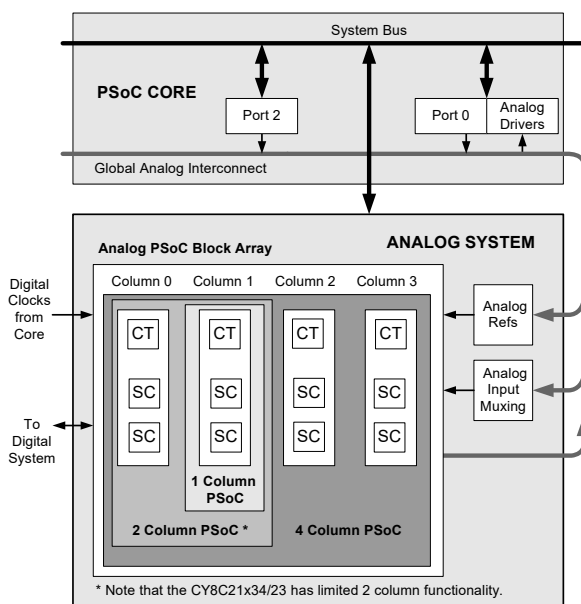 System Bus
PSoC CORE
Port 2
Port 0
Analog
Drivers
Global Analog Interconnect
ANALOG SYSTEM
Analog PSoC Block Array
Column 0
Column 1
Column 2
Column 3
Digital
Clocks
from
Core
CT
CT
CT
CT
Analog
Refs
SC
SC
SC
SC
Analog
Input
Muxing
SC
SC
SC
SC
To
Digital
System
1 Column
PSoC
2 Column PSoC *
4 Column PSoC
* Note that the CY8C21x34/23 has limited 2 column functionality.